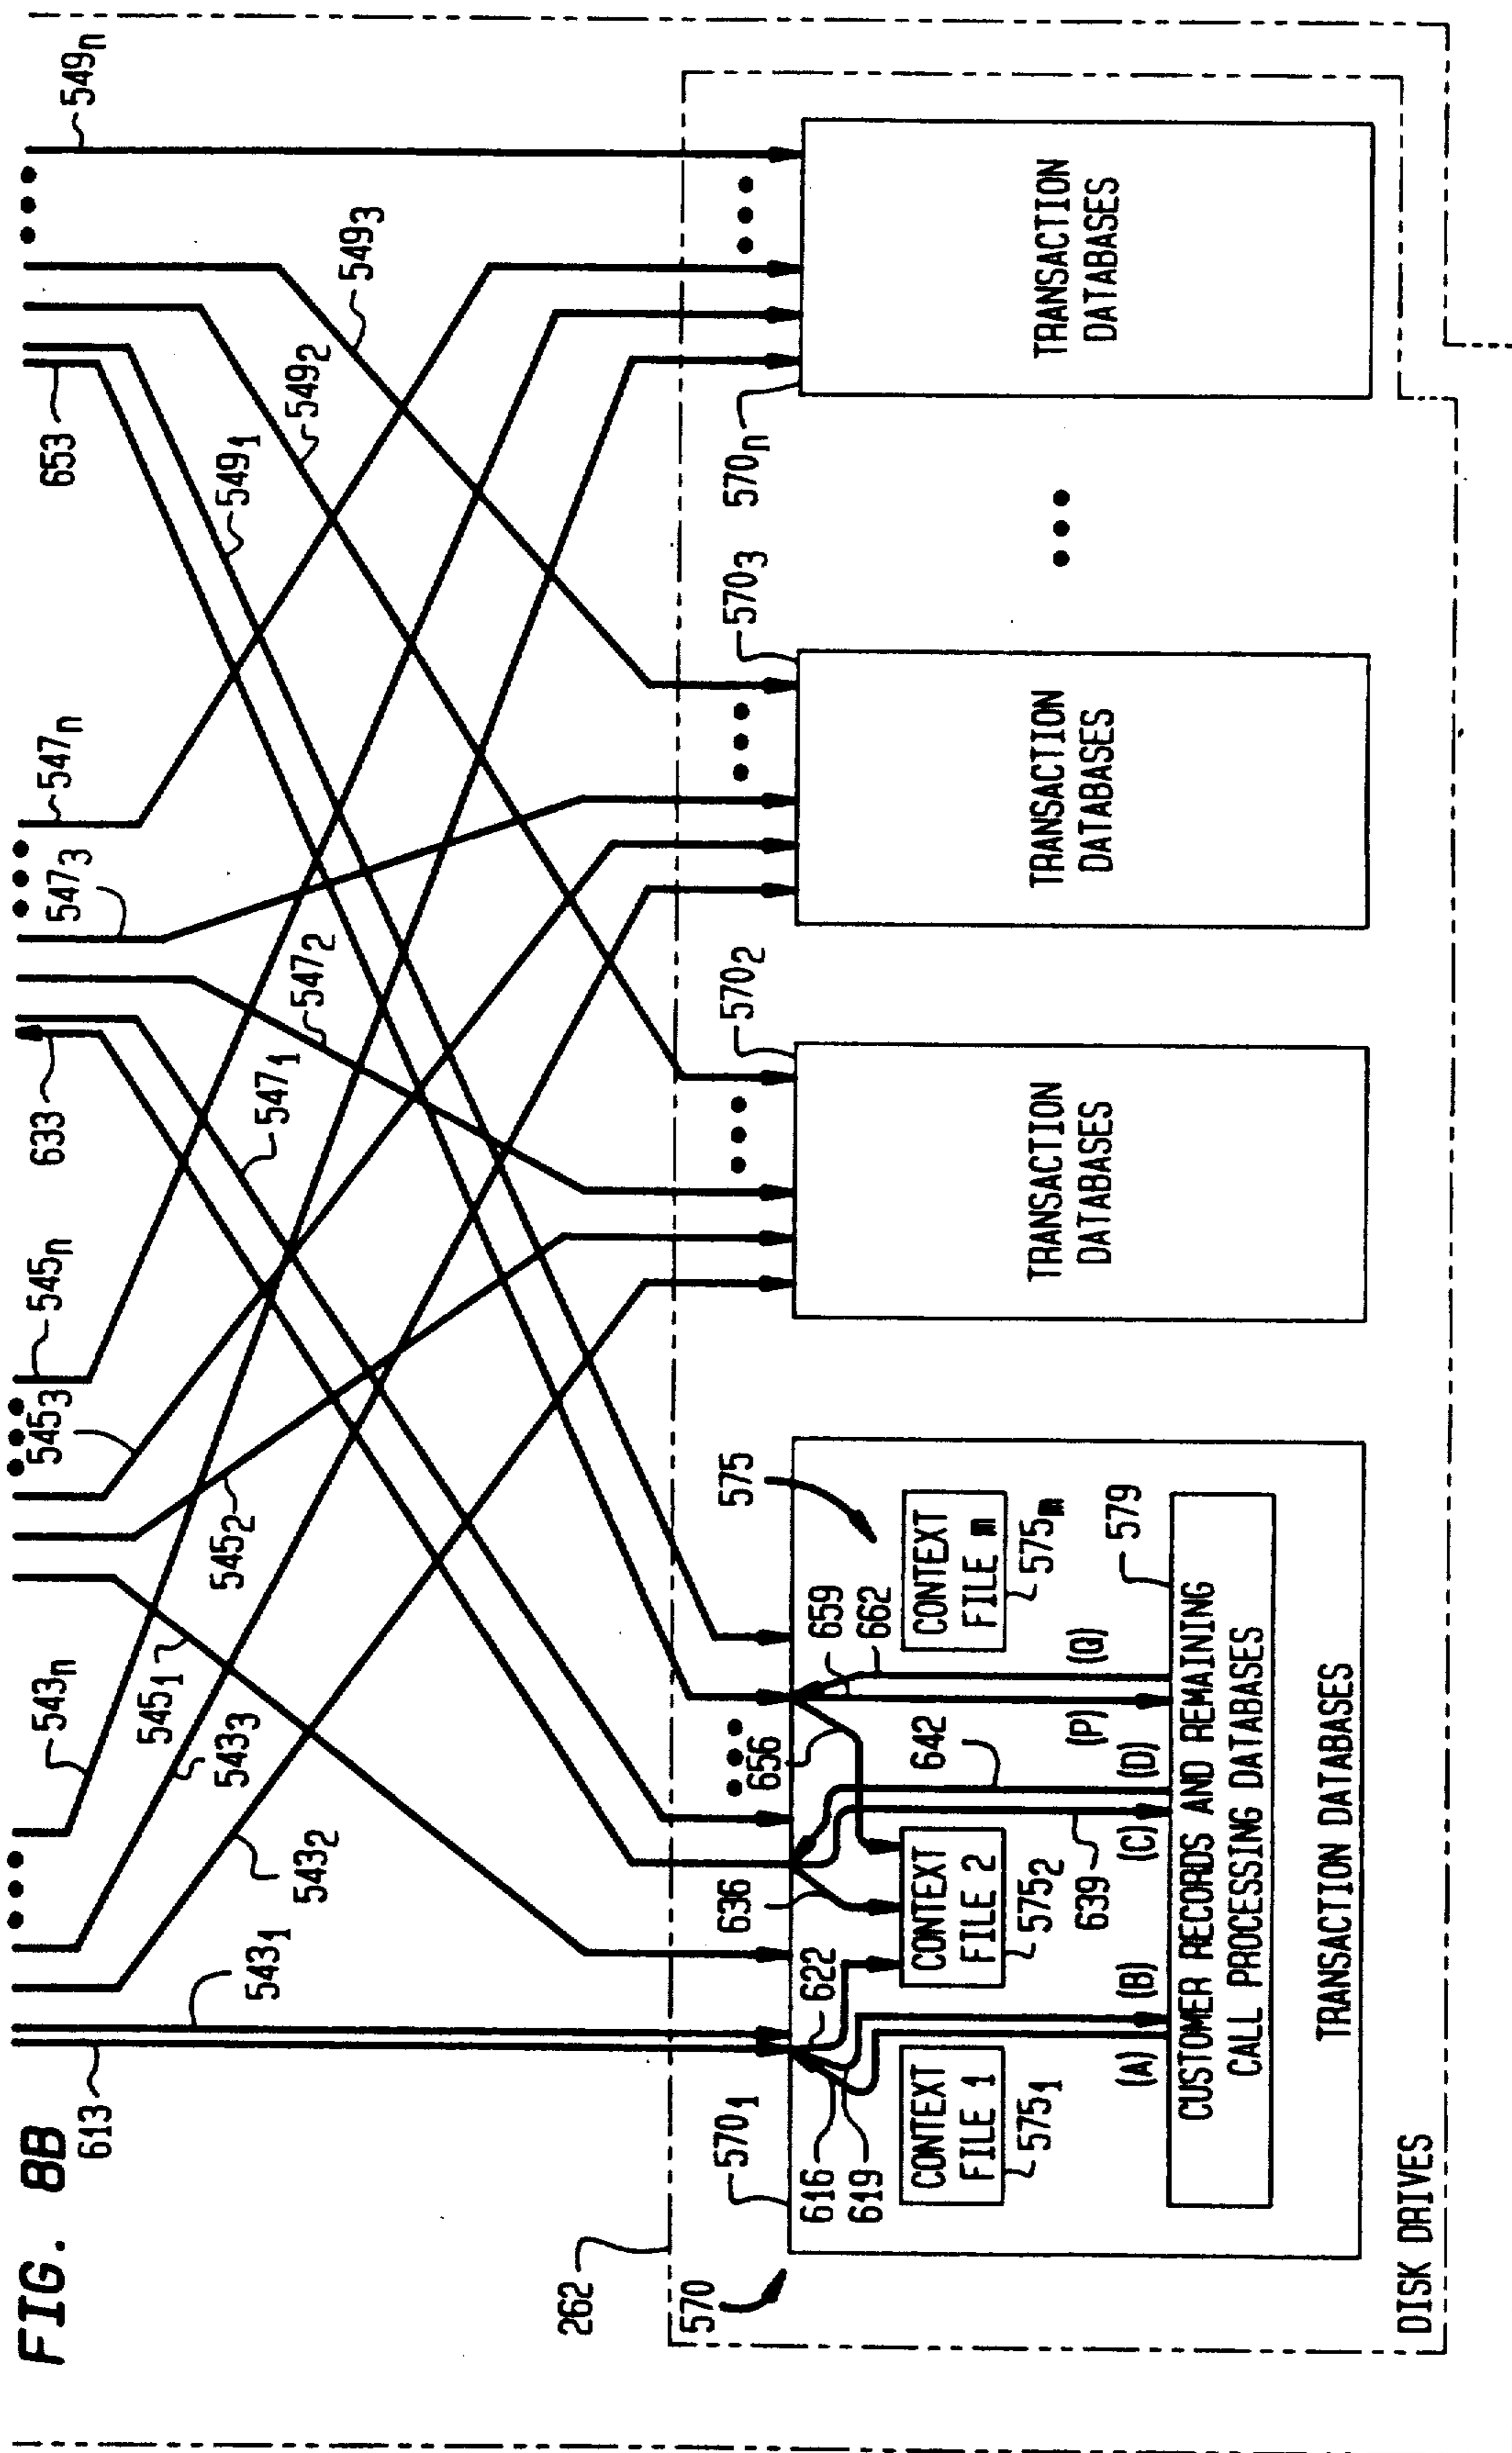 FIG. 8B
613
543₁
543₂
543₃
543ₙ
545₁
545₂
545₃
545ₙ
633
547₁
547₂
547₃
547ₙ
653
549₁
549₂
549₃
549ₙ
262
570
570₁
570₂
570₃
570ₙ
616
619
622
636
656
659
662
575
CONTEXT
FILE 1
575₁
CONTEXT
FILE 2
575₂
CONTEXT
FILE m
575ₘ
639
642
(A)
(B)
(C)
(D)
(P)
(Q)
579
CUSTOMER RECORDS AND REMAINING
CALL PROCESSING DATABASES
TRANSACTION DATABASES
TRANSACTION
DATABASES
TRANSACTION
DATABASES
TRANSACTION
DATABASES
DISK DRIVES